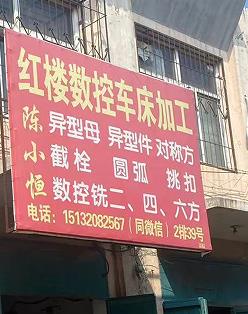 红楼数控车床加工
陈小恒
异型母 异型件 对称方
截栓 圆弧 挑扣
数控铣二、四、六方
电话：15132082567（同微信）2排39号